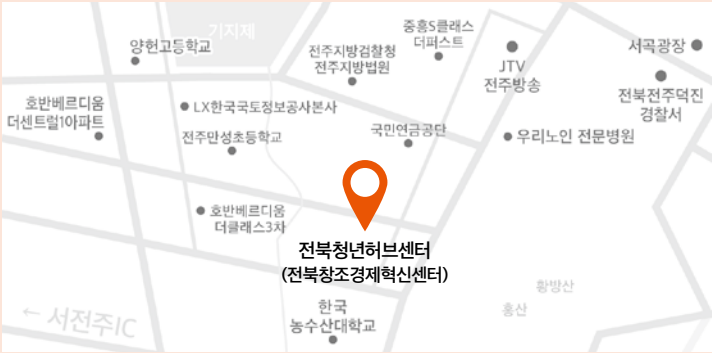 기지제
양현고등학교
중흥S클래스
더퍼스트
전주지방검찰청
전주지방법원
JTV
전주방송
서곡광장
전북전주덕진
경찰서
호반베르디움
더센트럴1아파트
LX한국국토정보공사본사
전주만성초등학교
국민연금공단
우리노인 전문병원
호반베르디움
더클래스3차
전북청년허브센터
(전북창조경제혁신센터)
황방산
홍산
한국
농수산대학교
← 서전주IC